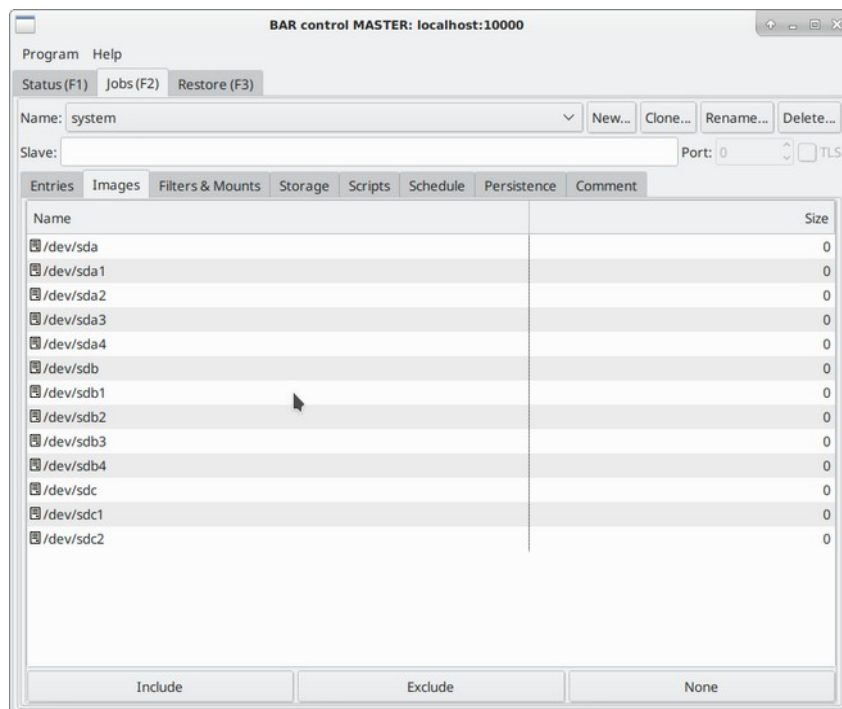 BAR control MASTER: localhost:10000
Program Help
Status (F1) Jobs (F2) Restore (F3)
Name: system New... Clone... Rename... Delete...
Slave: Port: 0 TLS
Entries Images Filters & Mounts Storage Scripts Schedule Persistence Comment
Name Size
/dev/sda 0
/dev/sda1 0
/dev/sda2 0
/dev/sda3 0
/dev/sda4 0
/dev/sdb 0
/dev/sdb1 0
/dev/sdb2 0
/dev/sdb3 0
/dev/sdb4 0
/dev/sdc 0
/dev/sdc1 0
/dev/sdc2 0
Include Exclude None